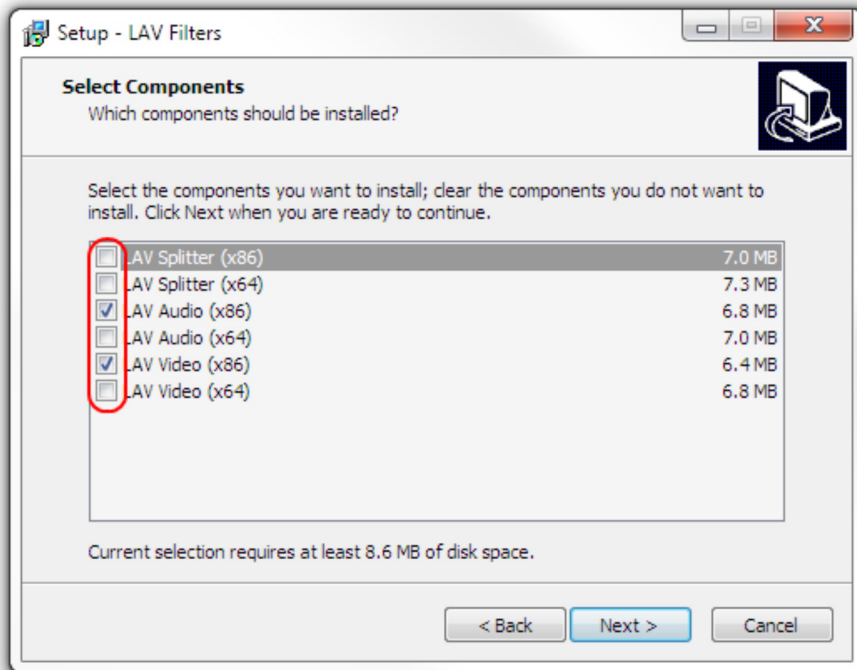 Setup - LAV Filters
Select Components
Which components should be installed?
Select the components you want to install; clear the components you do not want to
install. Click Next when you are ready to continue.
LAV Splitter (x86) 7.0 MB
LAV Splitter (x64) 7.3 MB
LAV Audio (x86) 6.8 MB
LAV Audio (x64) 7.0 MB
LAV Video (x86) 6.4 MB
LAV Video (x64) 6.8 MB
Current selection requires at least 8.6 MB of disk space.
< Back Next > Cancel